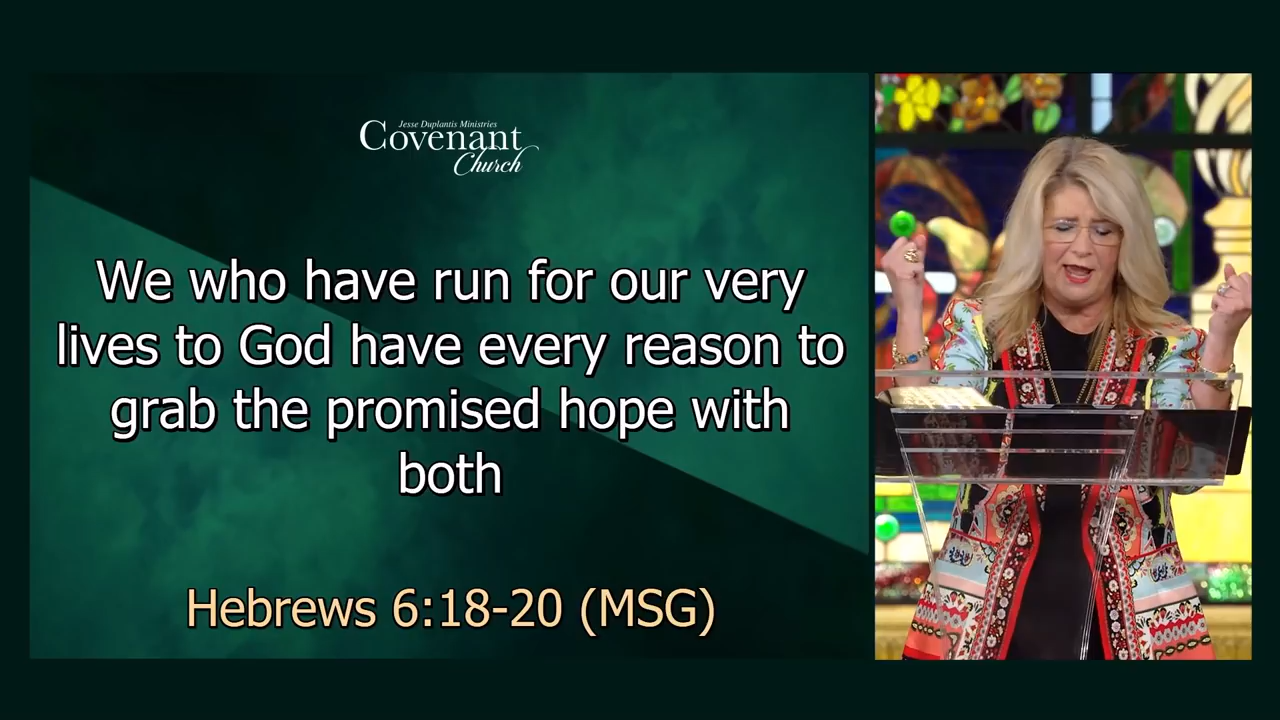 Jesse Duplantis Ministries
Covenant
Church
We who have run for our very
lives to God have every reason to
grab the promised hope with
both
Hebrews 6:18-20 (MSG)